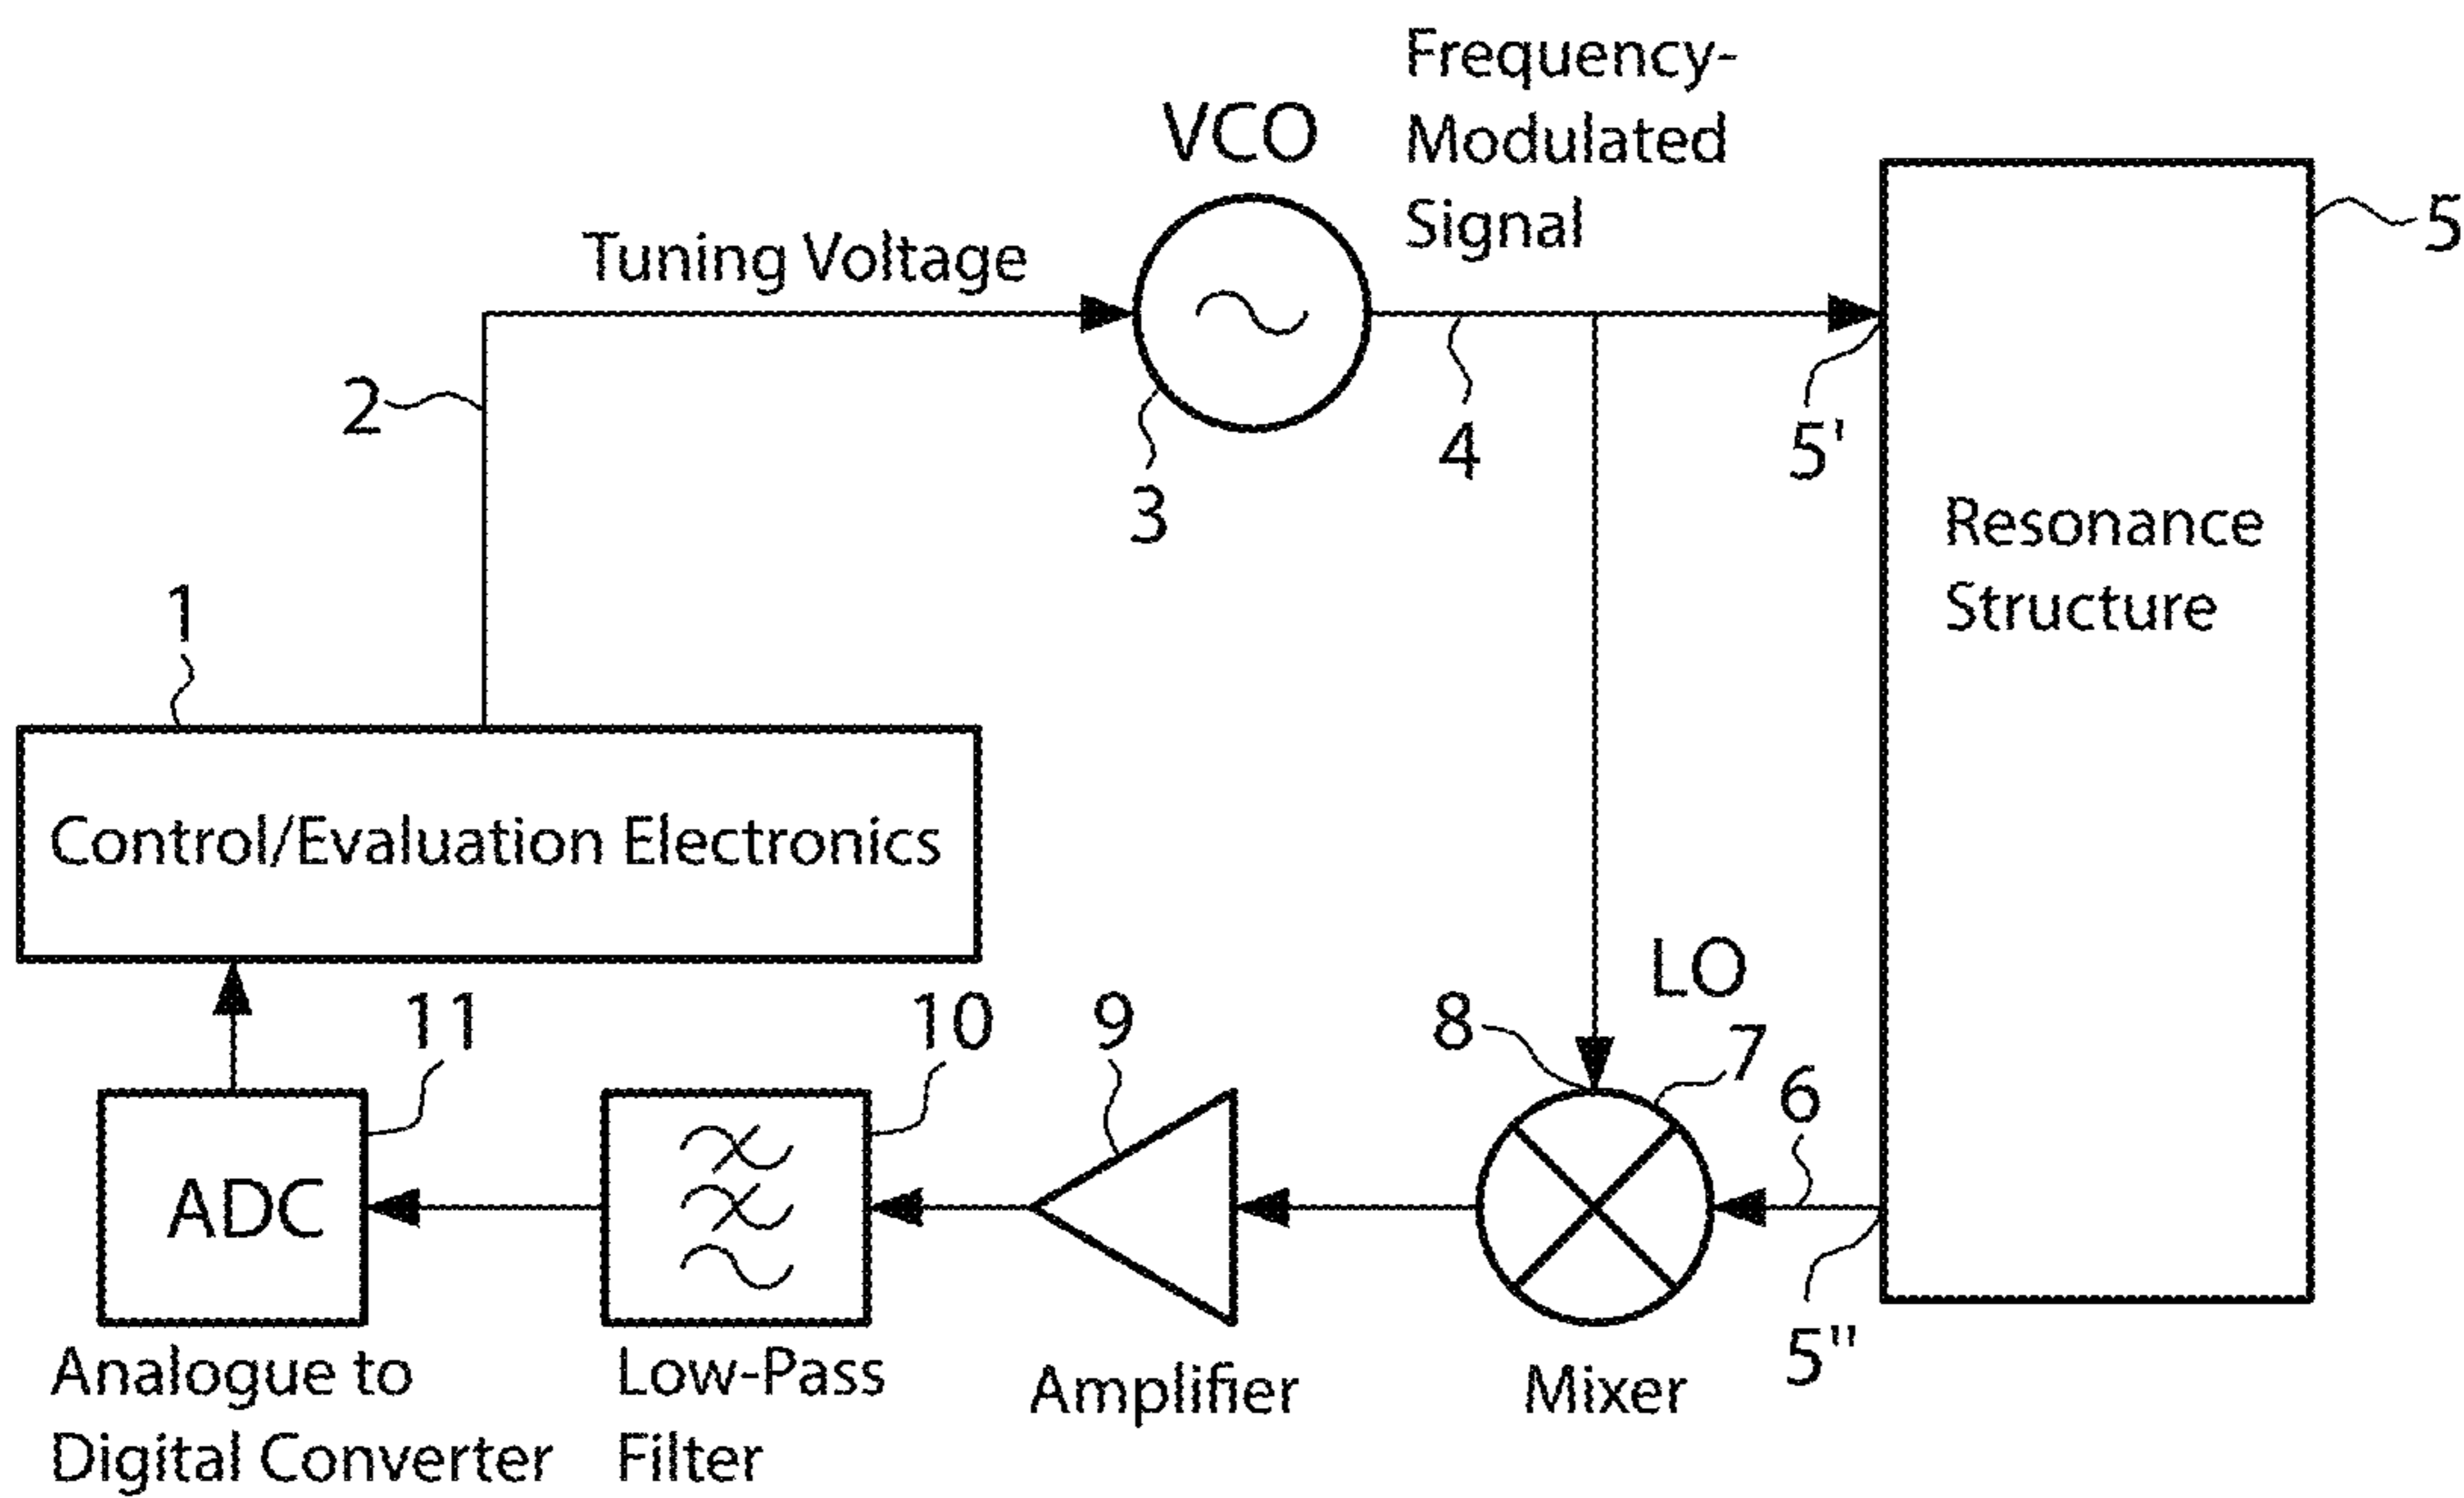 Frequency-
Modulated
Signal
VCO
Tuning Voltage
5
2
3
4
5'
Resonance
Structure
1
Control/Evaluation Electronics
LO
11
10
9
8
7
6
ADC
5"
Analogue to
Digital Converter
Low-Pass
Filter
Amplifier
Mixer